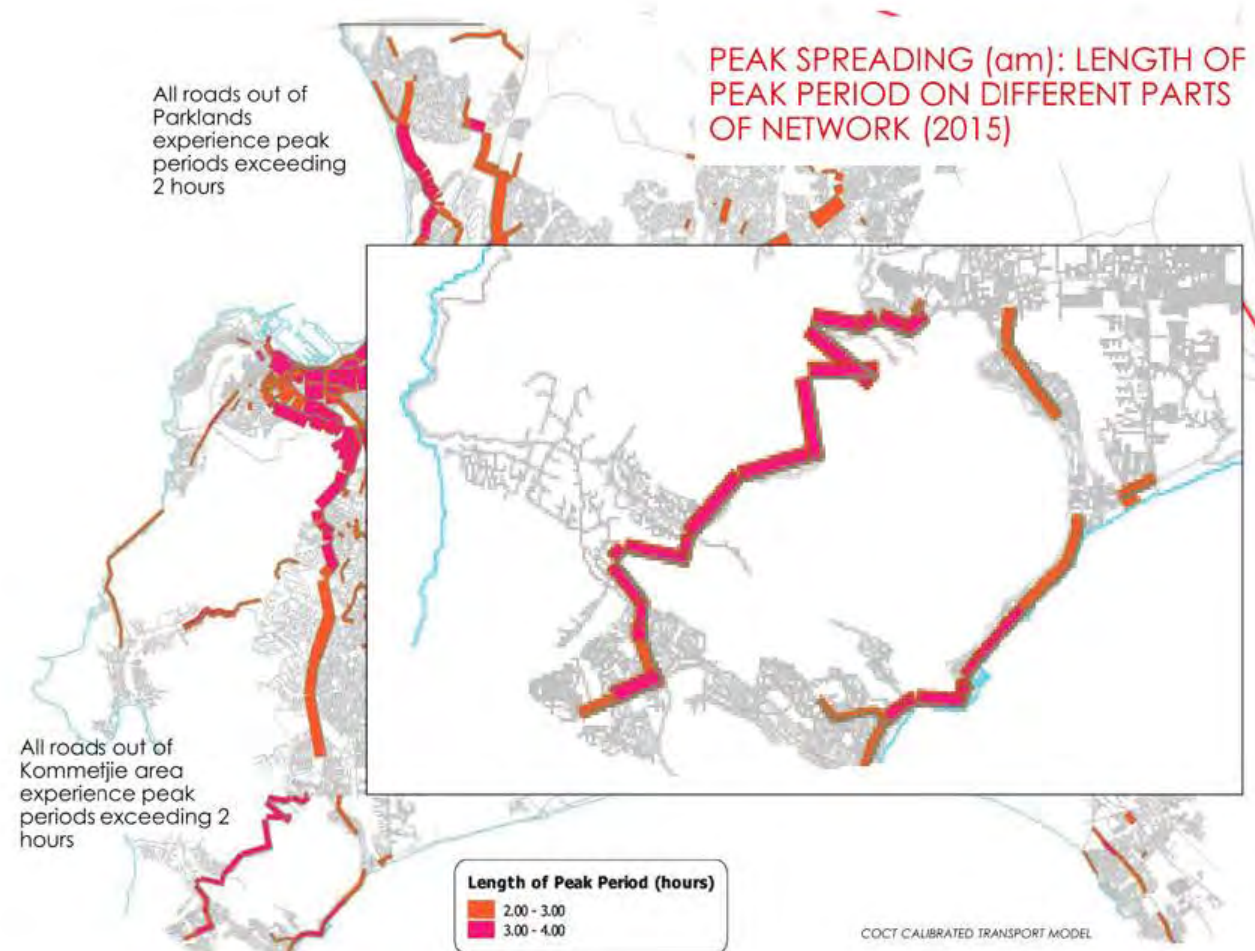 PEAK SPREADING (am): LENGTH OF
PEAK PERIOD ON DIFFERENT PARTS
OF NETWORK (2015)
All roads out of
Parklands
experience peak
periods exceeding
2 hours
All roads out of
Kommetjie area
experience peak
periods exceeding 2
hours
Length of Peak Period (hours)
2.00 - 3.00
3.00 - 4.00
COCT CALIBRATED TRANSPORT MODEL